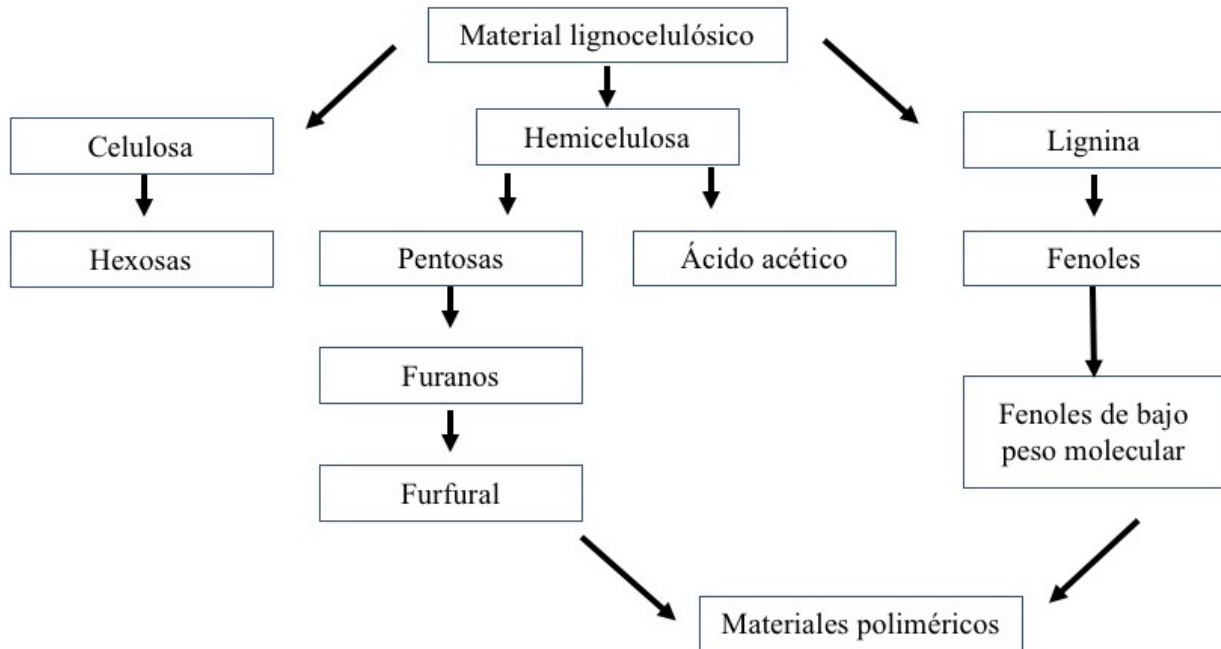 Material lignocelulósico
Celulosa
Hemicelulosa
Lignina
Hexosas
Pentosas
Ácido acético
Fenoles
Furanos
Fenoles de bajo
peso molecular
Furfural
Materiales poliméricos